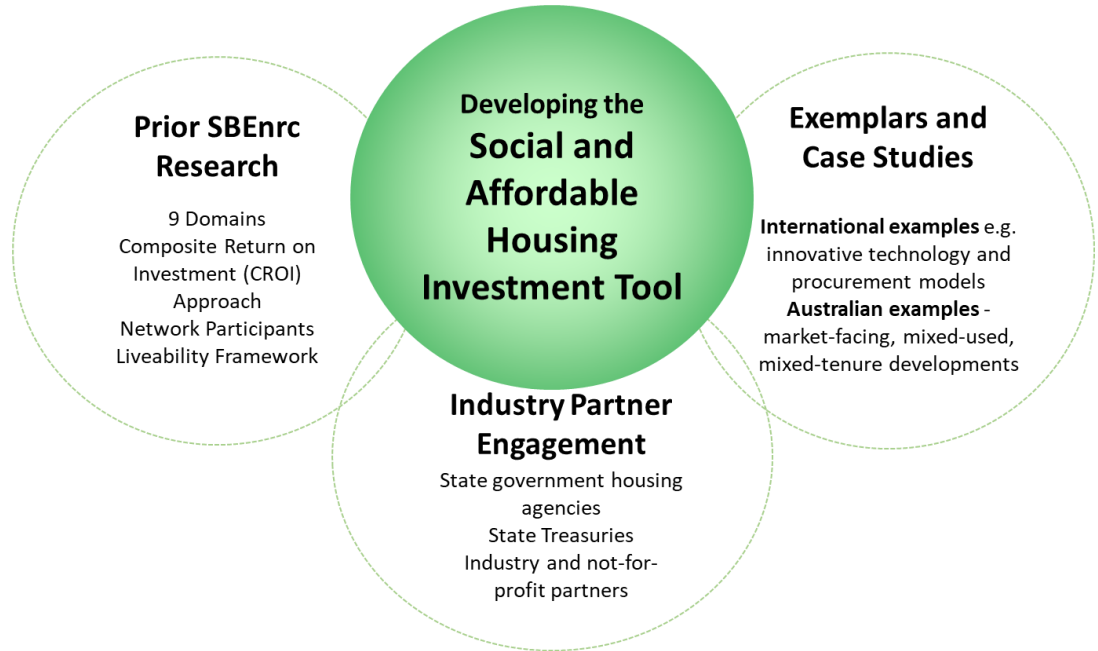 Prior SBEnrc
Research
9 Domains
Composite Return on
Investment (CROI)
Approach
Network Participants
Liveability Framework
Developing the
Social and
Affordable
Housing
Investment Tool
Exemplars and
Case Studies
International examples e.g.
innovative technology and
procurement models
Australian examples -
market-facing, mixed-used,
mixed-tenure developments
Industry Partner
Engagement
State government housing
agencies
State Treasuries
Industry and not-for-
profit partners